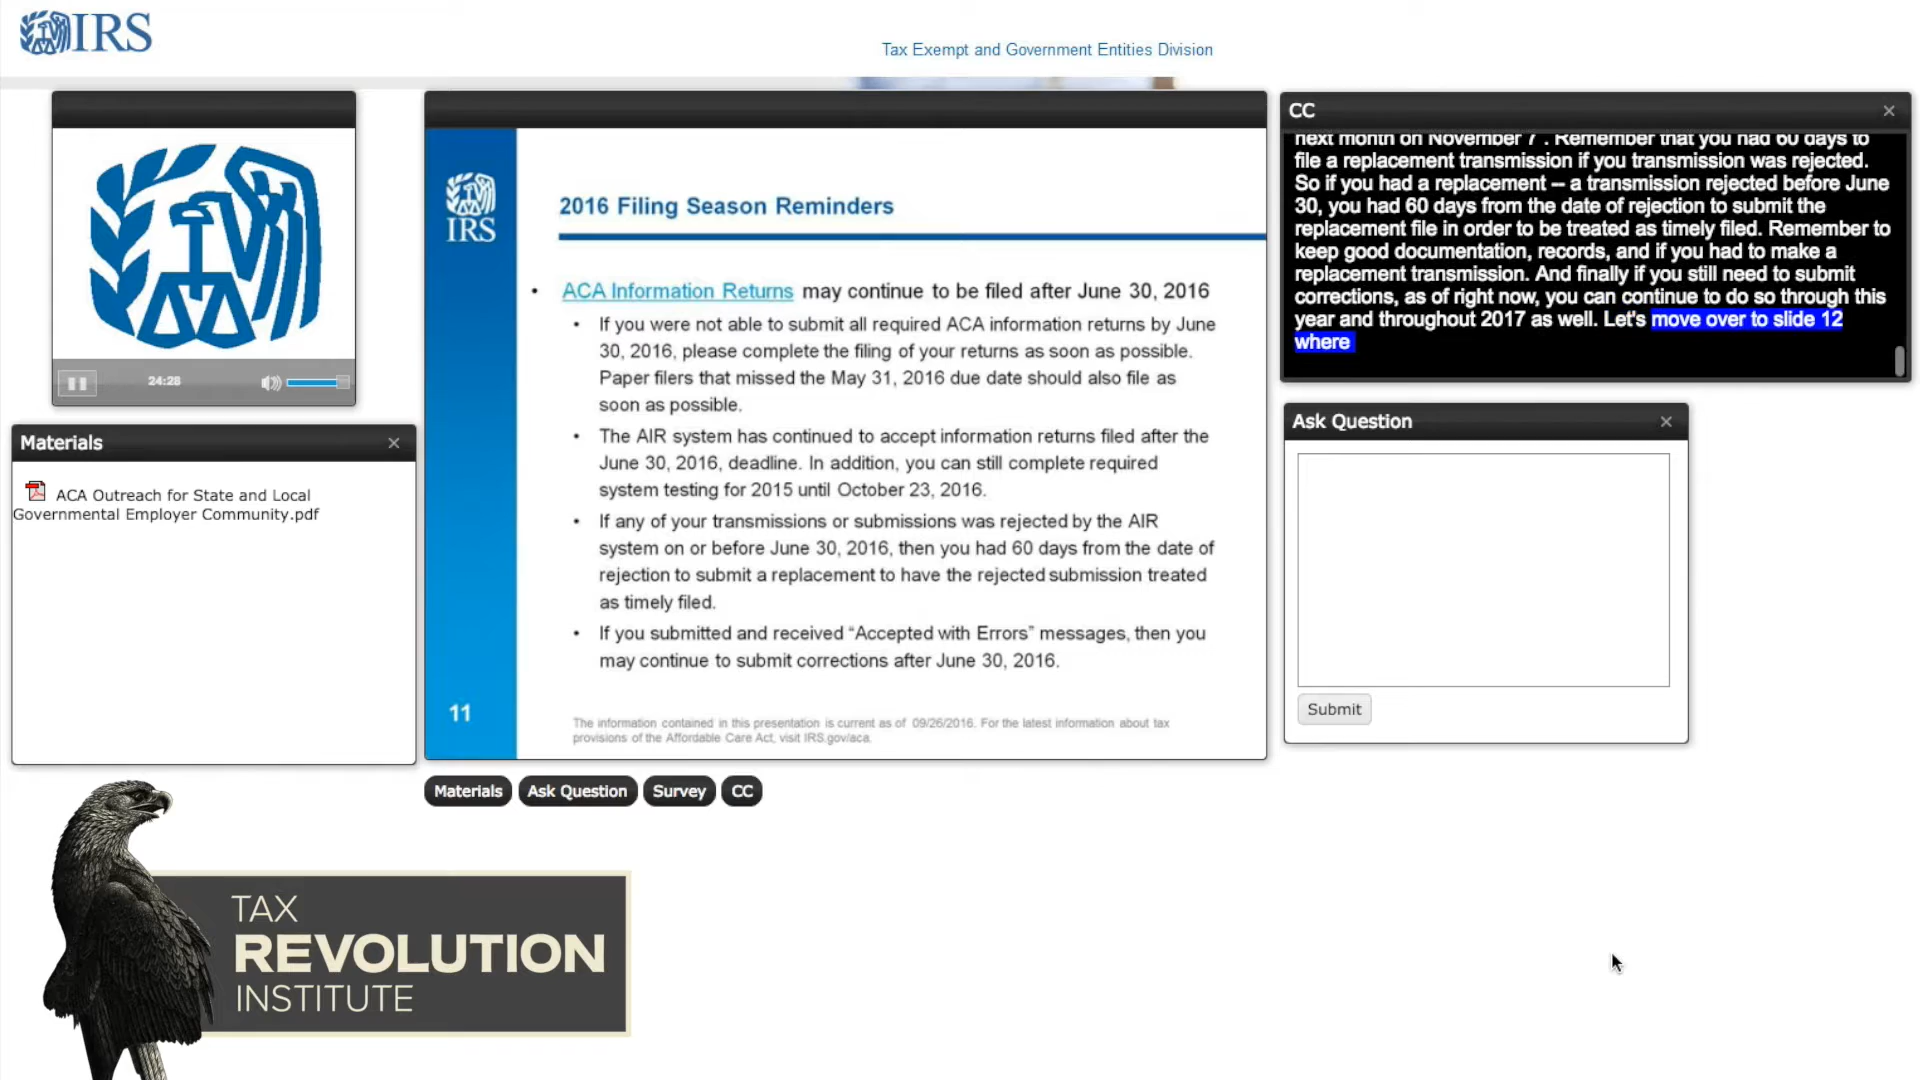 IRS
Tax Exempt and Government Entities Division
24:28
Materials
ACA Outreach for State and Local
Governmental Employer Community.pdf
IRS
2016 Filing Season Reminders
• ACA Information Returns may continue to be filed after June 30, 2016
• If you were not able to submit all required ACA information returns by June
30, 2016, please complete the filing of your returns as soon as possible.
Paper filers that missed the May 31, 2016 due date should also file as
soon as possible.
• The AIR system has continued to accept information returns filed after the
June 30, 2016, deadline. In addition, you can still complete required
system testing for 2015 until October 23, 2016.
• If any of your transmissions or submissions was rejected by the AIR
system on or before June 30, 2016, then you had 60 days from the date of
rejection to submit a replacement to have the rejected submission treated
as timely filed.
• If you submitted and received “Accepted with Errors” messages, then you
may continue to submit corrections after June 30, 2016.
11
The information contained in this presentation is current as of 09/26/2016. For the latest information about tax
provisions of the Affordable Care Act, visit IRS.gov/aca.
CC
next month on November 7 . Remember that you had 60 days to
file a replacement transmission if you transmission was rejected.
So if you had a replacement -- a transmission rejected before June
30, you had 60 days from the date of rejection to submit the
replacement file in order to be treated as timely filed. Remember to
keep good documentation, records, and if you had to make a
replacement transmission. And finally if you still need to submit
corrections, as of right now, you can continue to do so through this
year and throughout 2017 as well. Let's move over to slide 12
where
Ask Question
Submit
Materials
Ask Question
Survey
CC
TAX
REVOLUTION
INSTITUTE